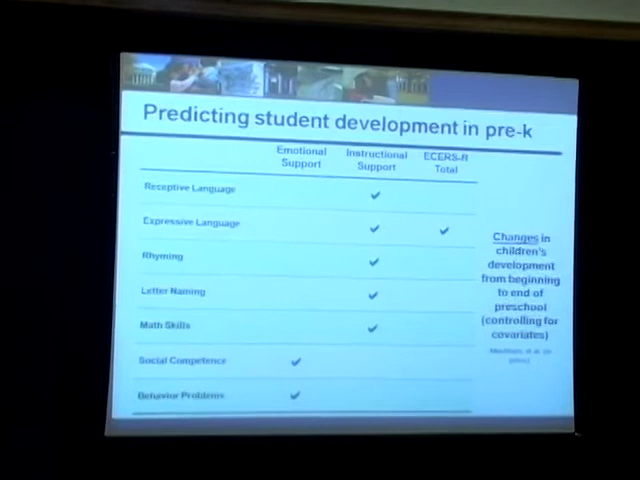 Predicting student development in pre-k
Emotional Support
Instructional Support
ECERS-R Total
Receptive Language ✓
Expressive Language ✓ ✓
Rhyming ✓
Letter Naming ✓
Math Skills ✓
Social Competence ✓
Behavior Problems ✓
Changes in
children's
development
from beginning
to end of
preschool
(controlling for
covariates)